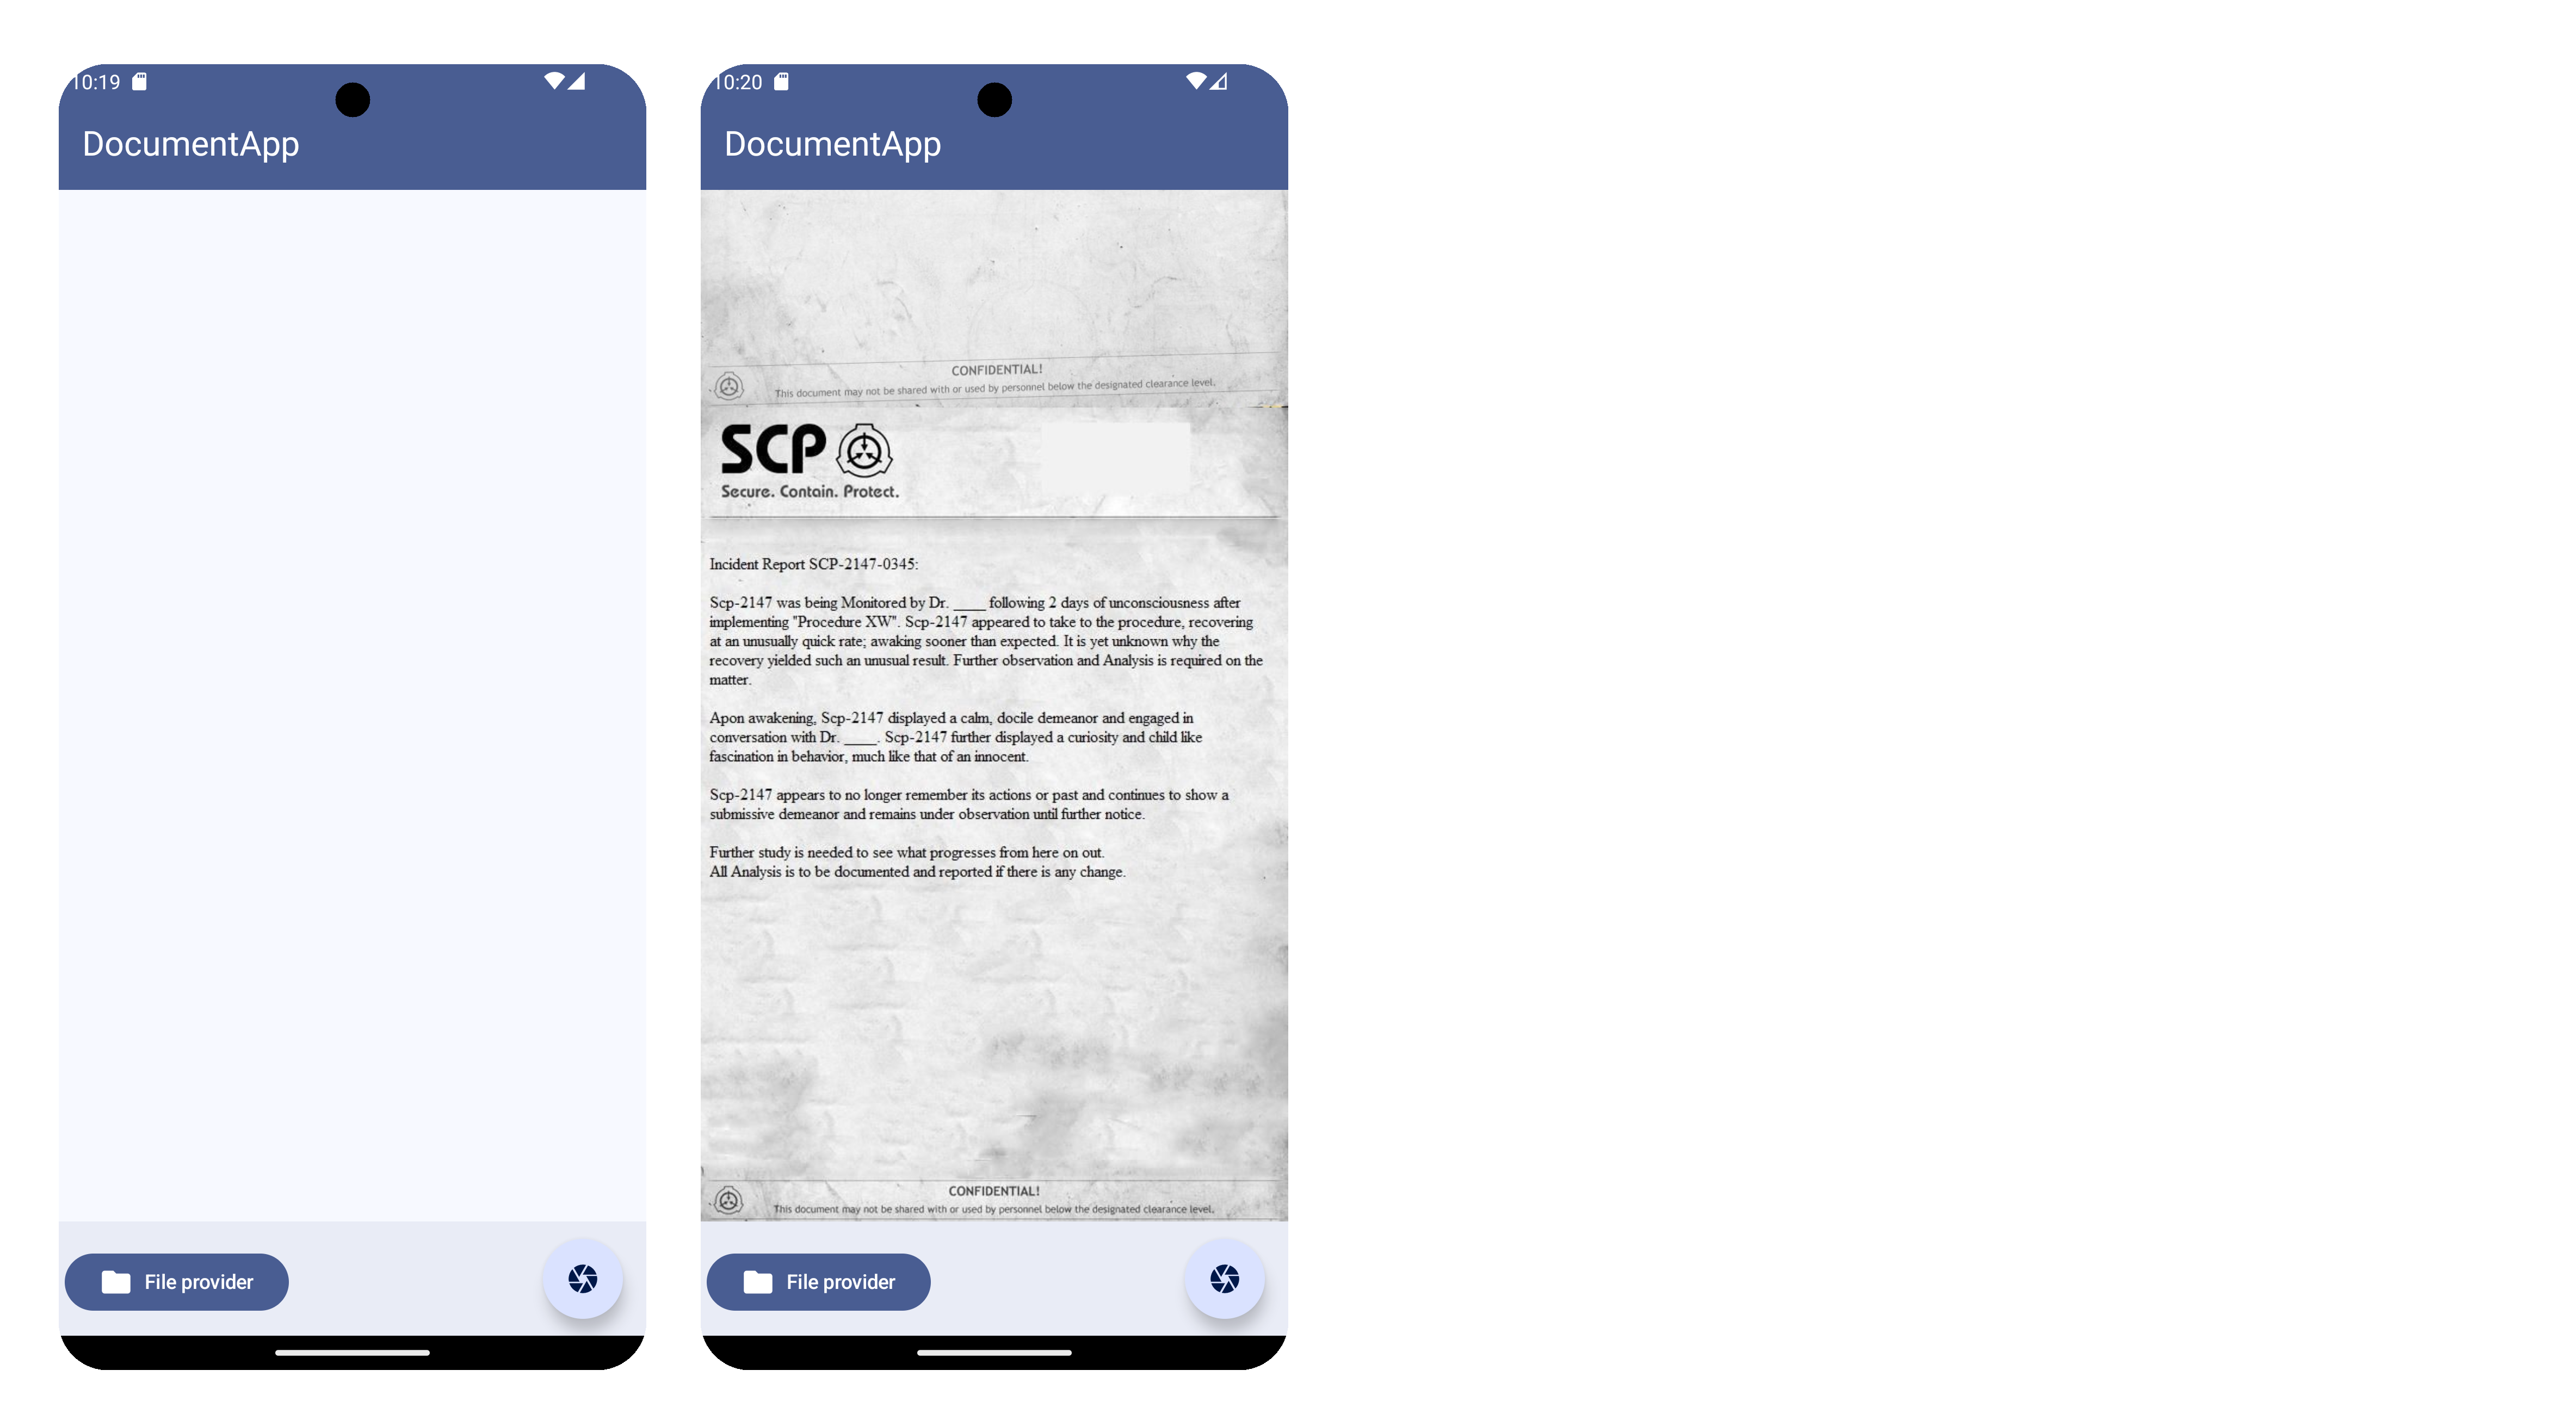 10:19
DocumentApp
File provider
10:20
DocumentApp
CONFIDENTIAL!
This document may not be shared with or used by personnel below the designated clearance level.
SCP
Secure. Contain. Protect.
Incident Report SCP-2147-0345:
Scp-2147 was being Monitored by Dr. ____ following 2 days of unconsciousness after
implementing "Procedure XW". Scp-2147 appeared to take to the procedure, recovering
at an unusually quick rate; awaking sooner than expected. It is yet unknown why the
recovery yielded such an unusual result. Further observation and Analysis is required on the
matter.
Apon awakening, Scp-2147 displayed a calm, docile demeanor and engaged in
conversation with Dr. ____. Scp-2147 further displayed a curiosity and child like
fascination in behavior, much like that of an innocent.
Scp-2147 appears to no longer remember its actions or past and continues to show a
submissive demeanor and remains under observation until further notice.
Further study is needed to see what progresses from here on out.
All Analysis is to be documented and reported if there is any change.
CONFIDENTIAL!
This document may not be shared with or used by personnel below the designated clearance level.
File provider